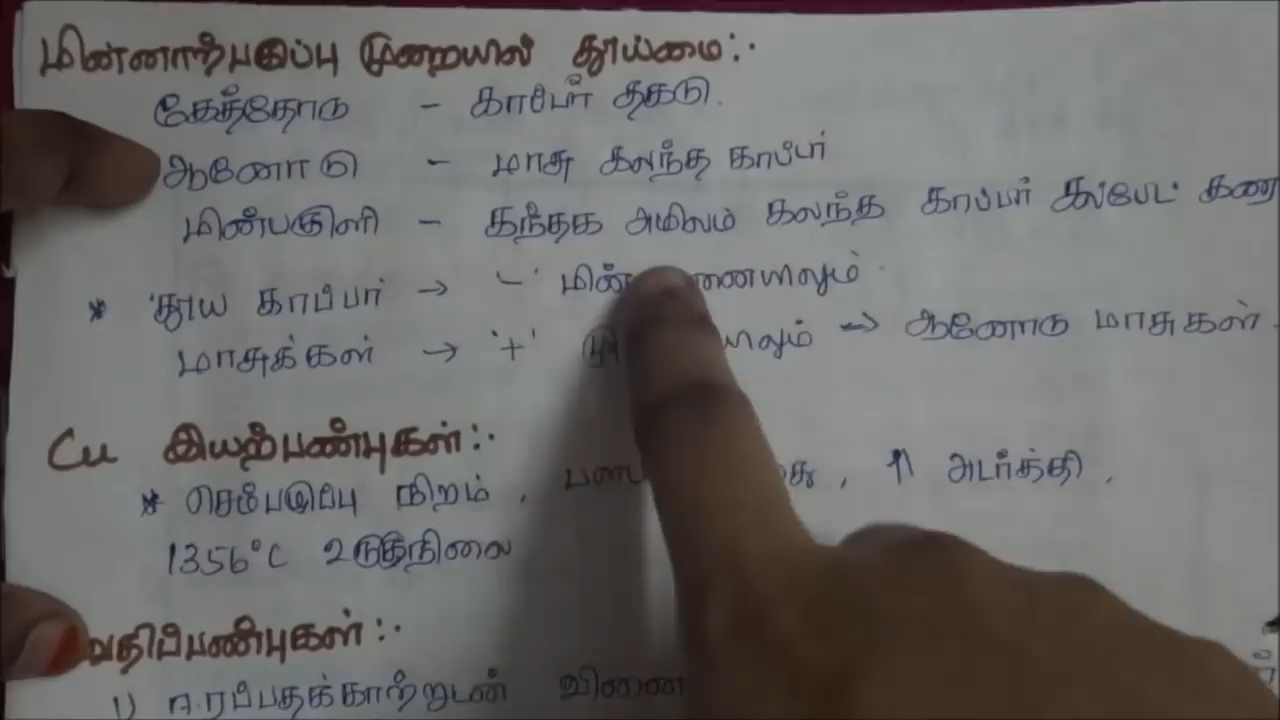 மின்னாற்பகுப்பு முறையில் தூய்மை :-
கேத்தோடு - காப்பர் தகடு.
ஆனோடு - மாசு கலந்த காப்பர்
மின்பகுளி - கந்தக அமிலம் கலந்த காப்பர் சல்பேட்
* தூய காப்பர் → '-'
மாசுக்கள் → '+' → ஆனோடு மாசுகள்.
Cu இயற்பண்புகள் :-
* செம்பழுப்பு நிறம் , , ↑ அடர்த்தி ,
1356°C உருகுநிலை
வேதிப்பண்புகள் :-
1) ஈரப்பதக்காற்றுடன்